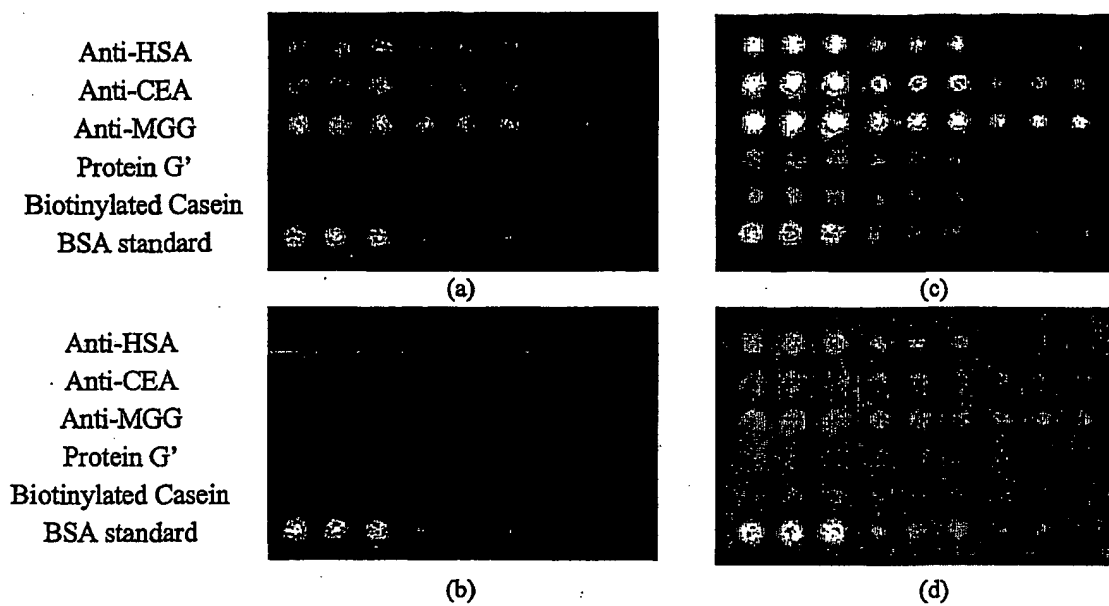 Anti-HSA
Anti-CEA
Anti-MGG
Protein G'
Biotinylated Casein
BSA standard
(a)
(c)
Anti-HSA
Anti-CEA
Anti-MGG
Protein G'
Biotinylated Casein
BSA standard
(b)
(d)